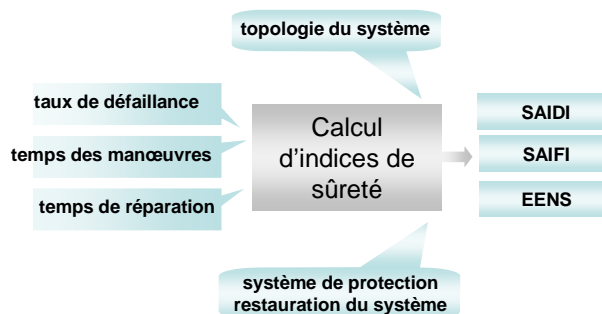 topologie du système
taux de défaillance
temps des manœuvres
temps de réparation
Calcul
d'indices de
sûreté
SAIDI
SAIFI
EENS
système de protection
restauration du système